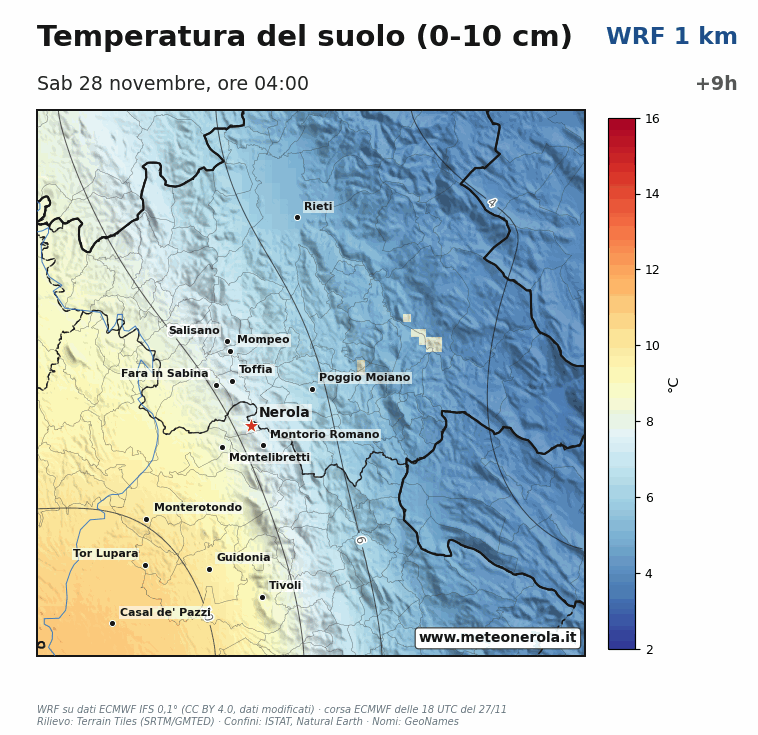 Temperatura del suolo (0-10 cm)
WRF 1 km
Sab 28 novembre, ore 04:00
+9h
16
14
12
10
8
6
4
2
°C
4
Rieti
Salisano
Mompeo
Toffia
Fara in Sabina
Poggio Moiano
Nerola
Montorio Romano
Montelibretti
Monterotondo
6
Tor Lupara
Guidonia
Tivoli
Casal de' Pazzi
www.meteonerola.it
WRF su dati ECMWF IFS 0,1° (CC BY 4.0, dati modificati) · corsa ECMWF delle 18 UTC del 27/11
Rilievo: Terrain Tiles (SRTM/GMTED) · Confini: ISTAT, Natural Earth · Nomi: GeoNames